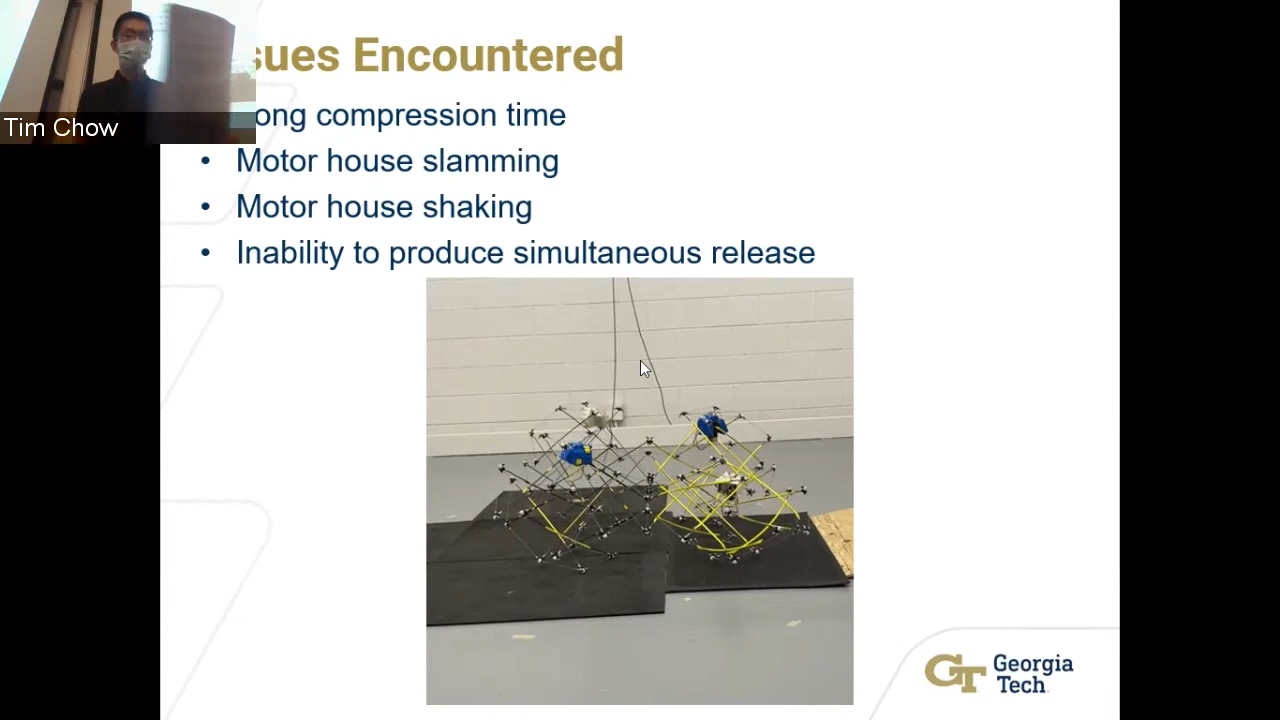 sues Encountered
Tim Chow
ong compression time
• Motor house slamming
• Motor house shaking
• Inability to produce simultaneous release
GT Georgia
Tech